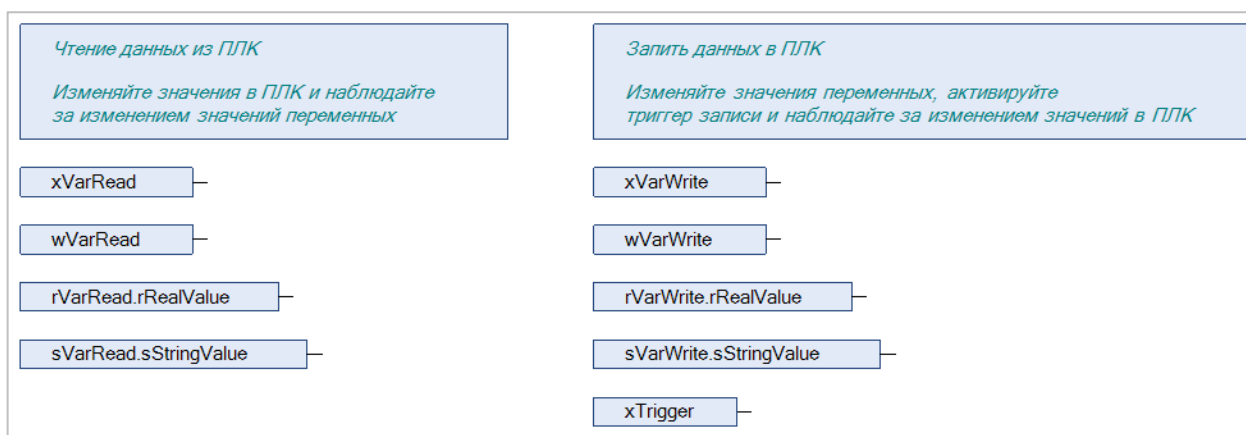 Чтение данных из ПЛК
Изменяйте значения в ПЛК и наблюдайте
за изменением значений переменных
xVarRead
wVarRead
rVarRead.rRealValue
sVarRead.sStringValue
Запить данных в ПЛК
Изменяйте значения переменных, активируйте
триггер записи и наблюдайте за изменением значений в ПЛК
xVarWrite
wVarWrite
rVarWrite.rRealValue
sVarWrite.sStringValue
xTrigger